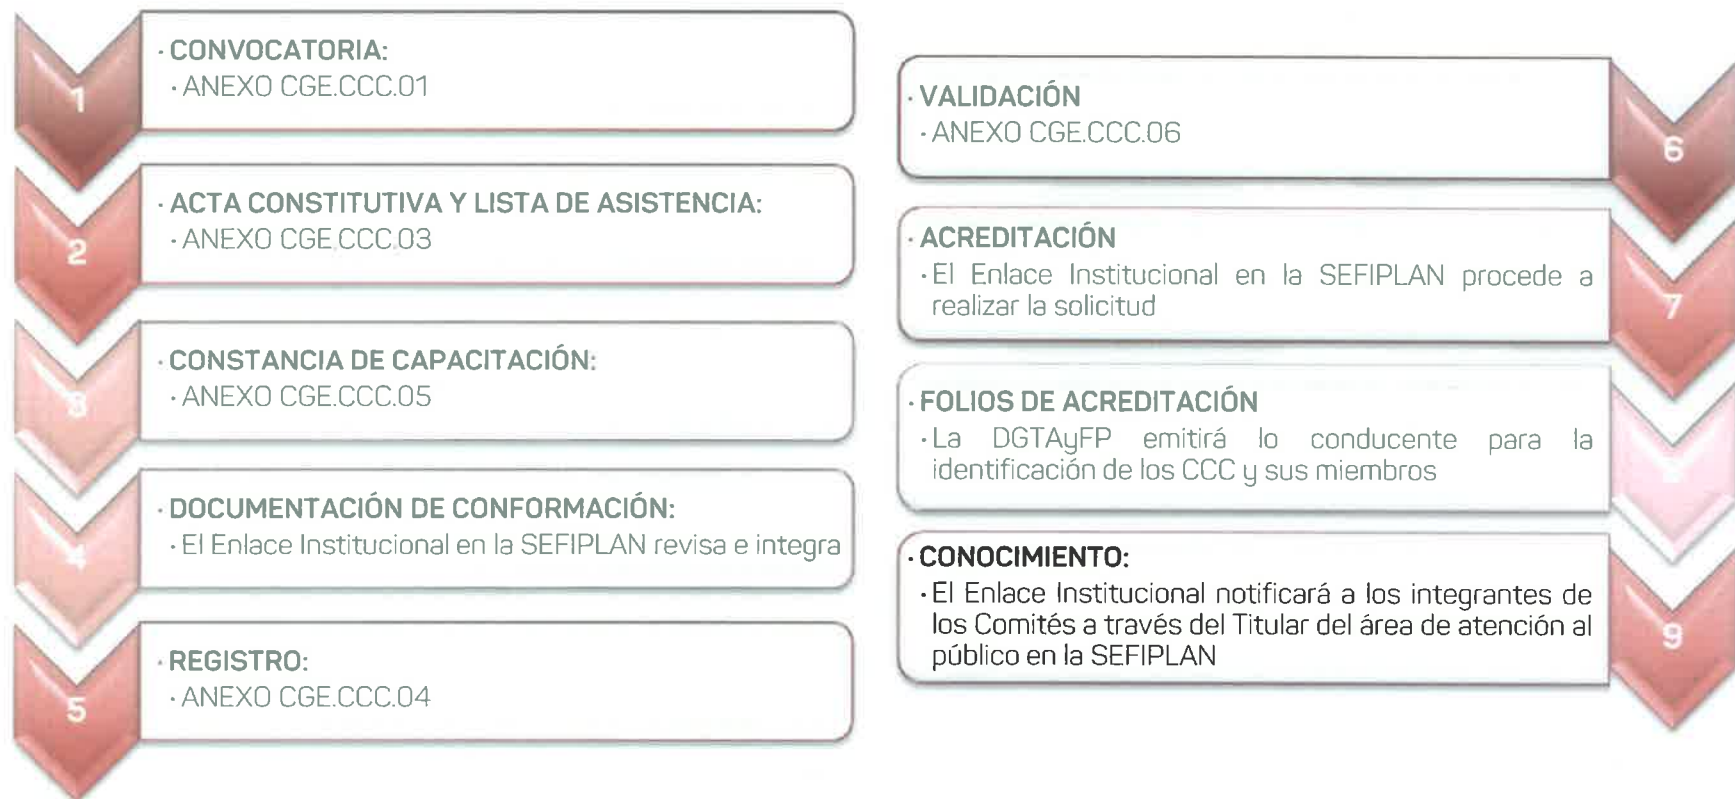 1
· CONVOCATORIA:
· ANEXO CGE.CCC.01
2
· ACTA CONSTITUTIVA Y LISTA DE ASISTENCIA:
· ANEXO CGE.CCC.03
3
· CONSTANCIA DE CAPACITACIÓN:
· ANEXO CGE.CCC.05
4
· DOCUMENTACIÓN DE CONFORMACIÓN:
· El Enlace Institucional en la SEFIPLAN revisa e integra
5
· REGISTRO:
· ANEXO CGE.CCC.04
· VALIDACIÓN
· ANEXO CGE.CCC.06
6
· ACREDITACIÓN
· El Enlace Institucional en la SEFIPLAN procede a
realizar la solicitud
7
· FOLIOS DE ACREDITACIÓN
· La DGTAyFP emitirá lo conducente para la
identificación de los CCC y sus miembros
· CONOCIMIENTO:
· El Enlace Institucional notificará a los integrantes de
los Comités a través del Titular del área de atención al
público en la SEFIPLAN
9